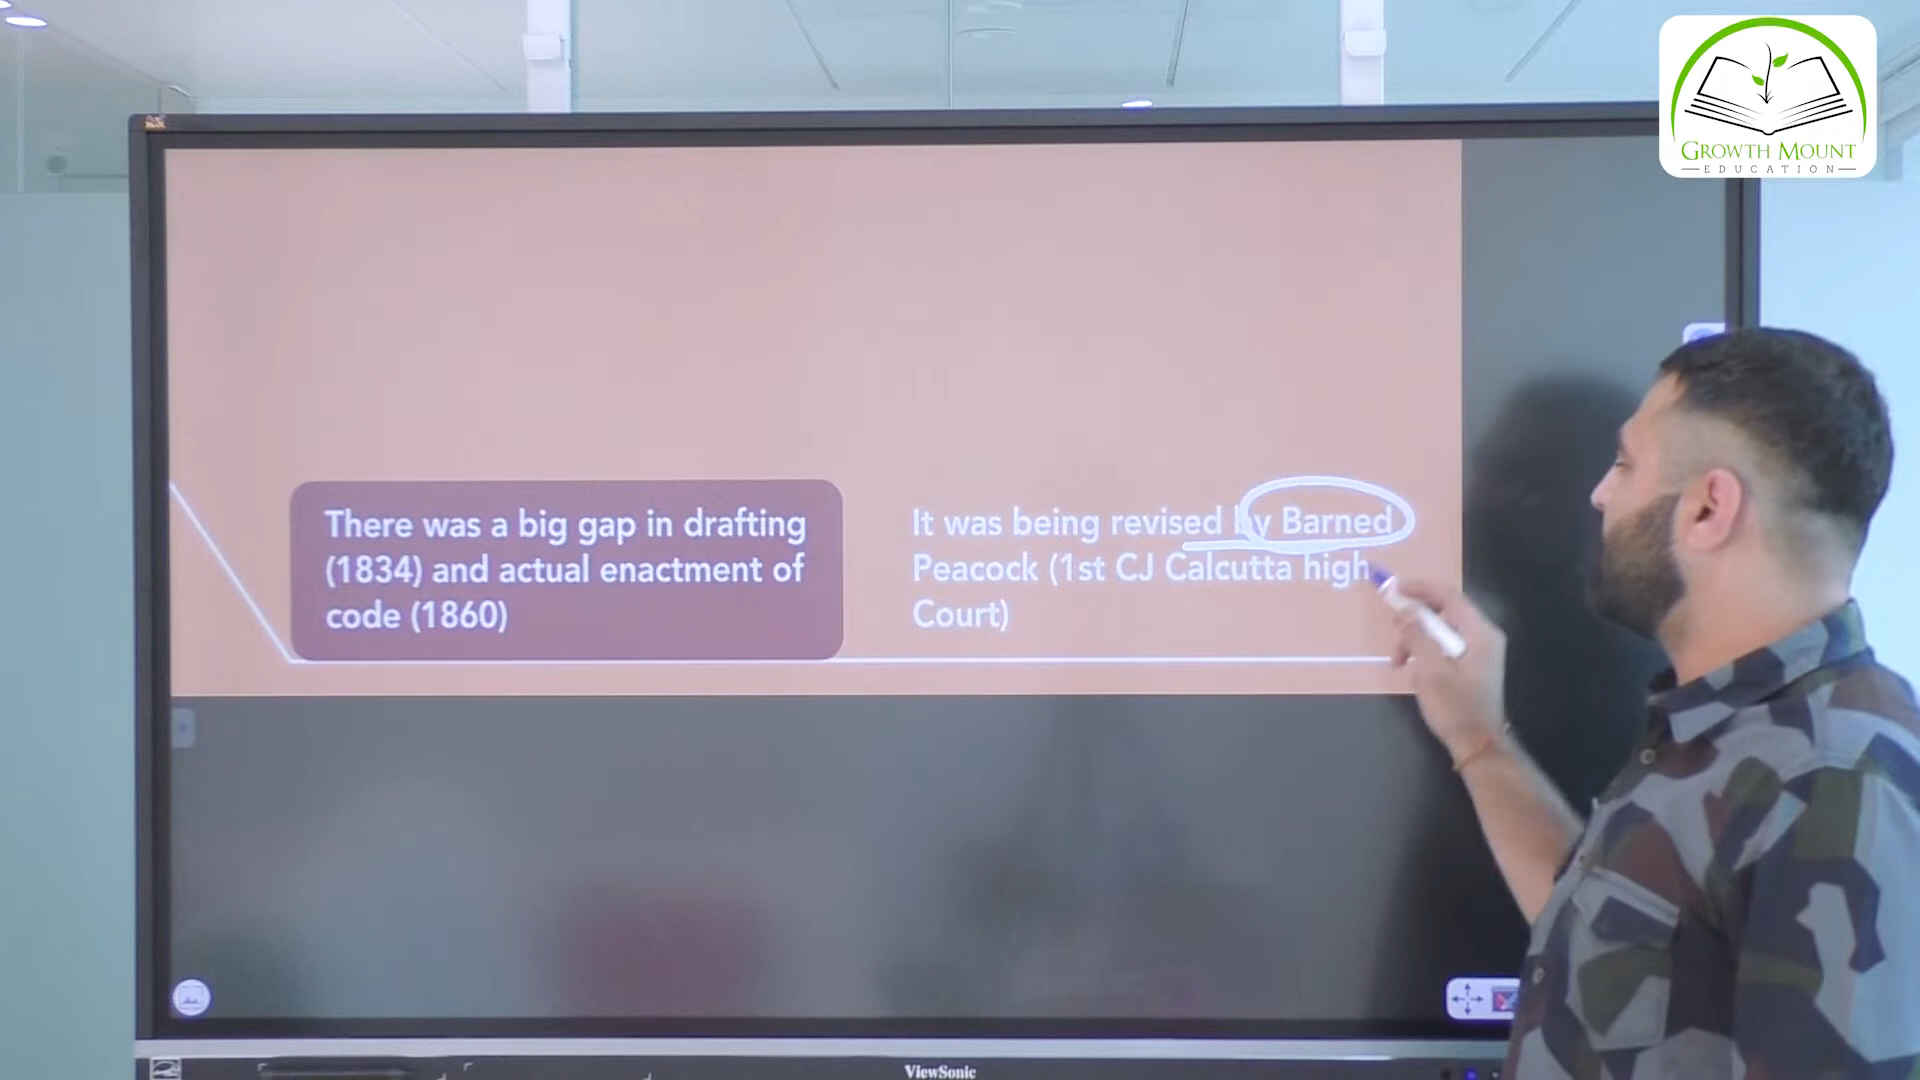 GROWTH MOUNT
EDUCATION
There was a big gap in drafting
(1834) and actual enactment of
code (1860)
It was being revised by Barned
Peacock (1st CJ Calcutta high
Court)
ViewSonic